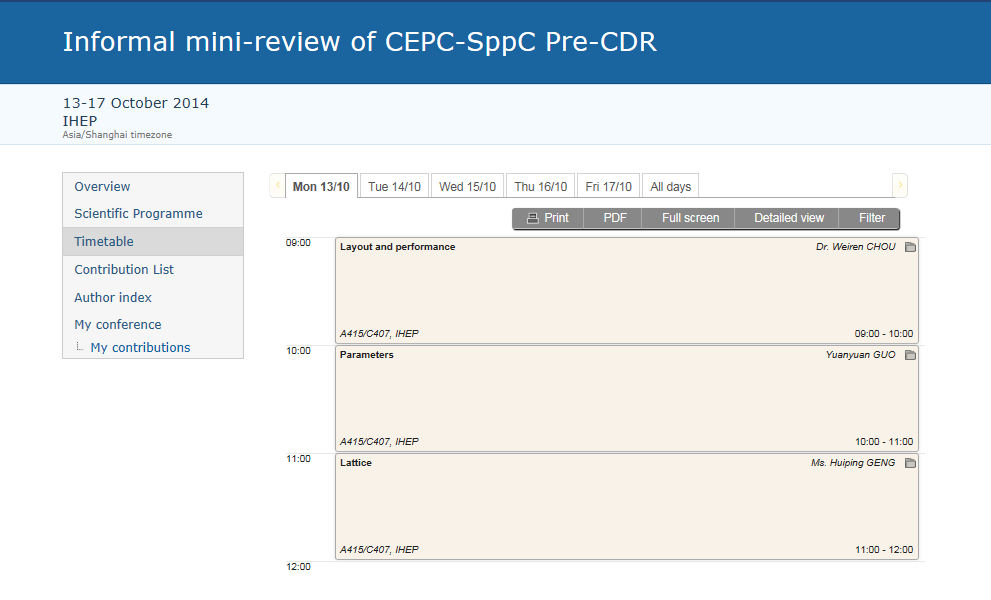 Informal mini-review of CEPC-SppC Pre-CDR
13-17 October 2014
IHEP
Asia/Shanghai timezone
Overview
Scientific Programme
Timetable
Contribution List
Author index
My conference
My contributions
Mon 13/10 Tue 14/10 Wed 15/10 Thu 16/10 Fri 17/10 All days
Print PDF Full screen Detailed view Filter
09:00
Layout and performance Dr. Weiren CHOU
A415/C407, IHEP 09:00 - 10:00
10:00
Parameters Yuanyuan GUO
A415/C407, IHEP 10:00 - 11:00
11:00
Lattice Ms. Huiping GENG
A415/C407, IHEP 11:00 - 12:00
12:00